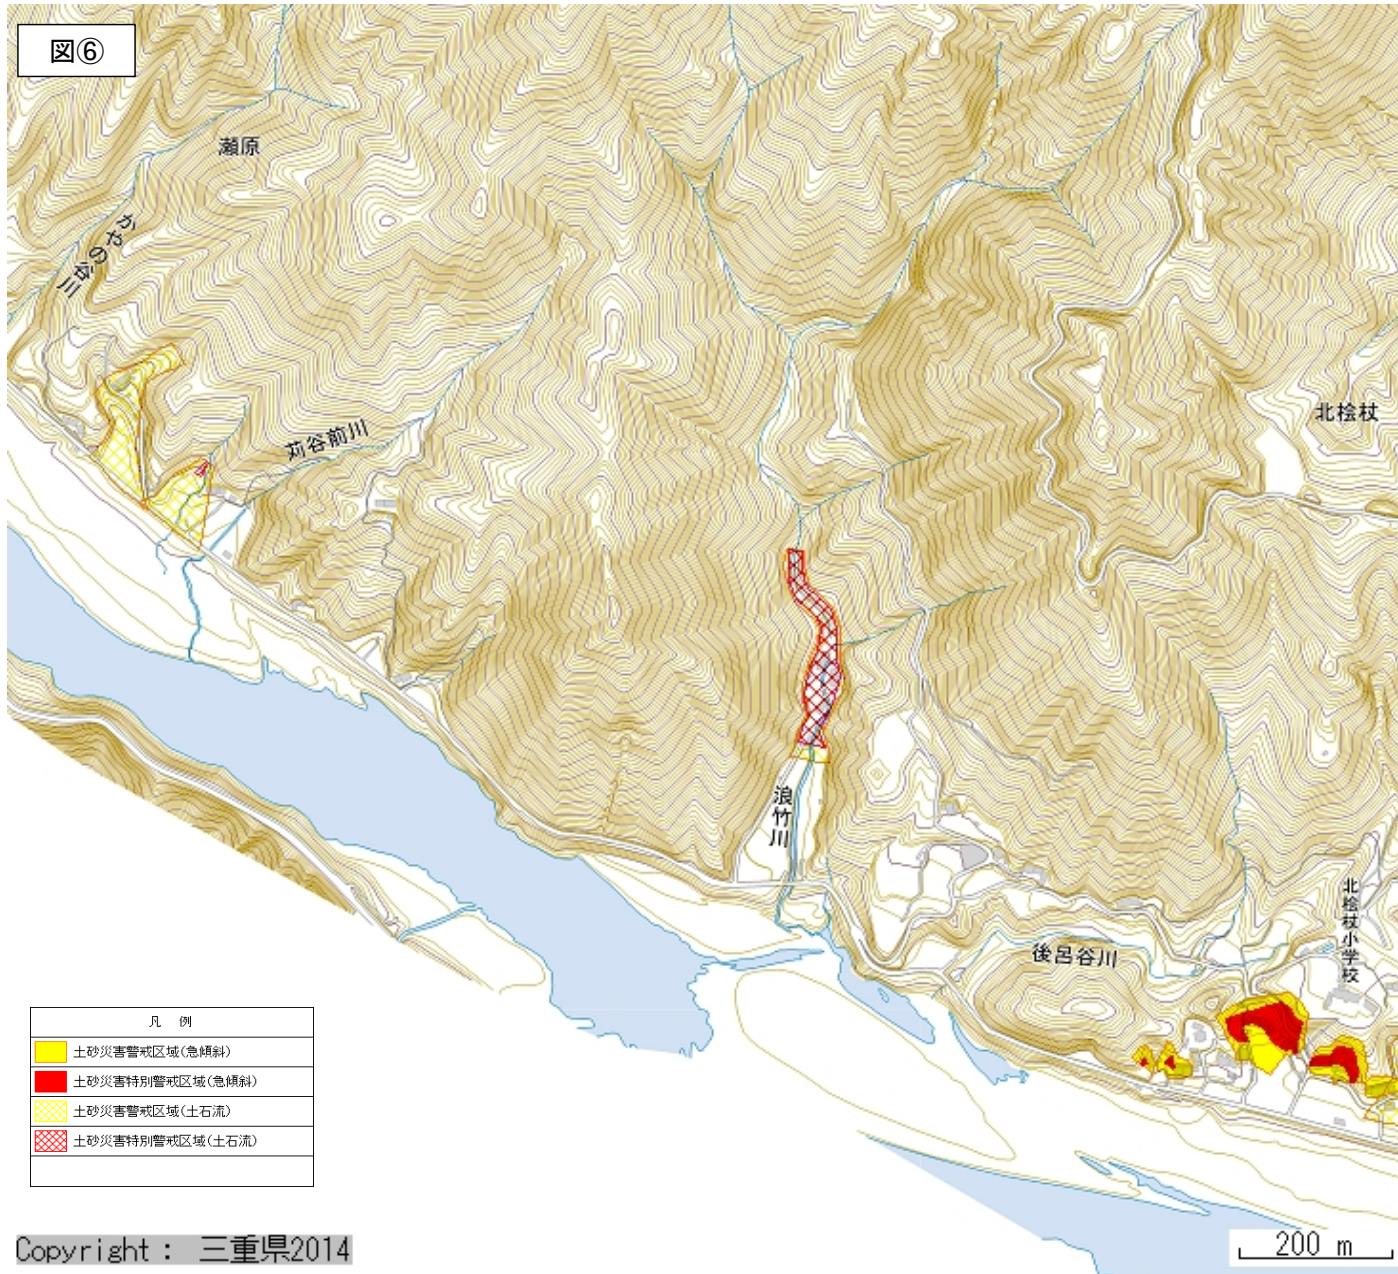 図⑥
瀬原
かやの谷川
北桧杖
苅谷前川
浪竹川
北桧杖小学校
後呂谷川
凡 例
土砂災害警戒区域(急傾斜)
土砂災害特別警戒区域(急傾斜)
土砂災害警戒区域(土石流)
土砂災害特別警戒区域(土石流)
Copyright : 三重県2014
200 m